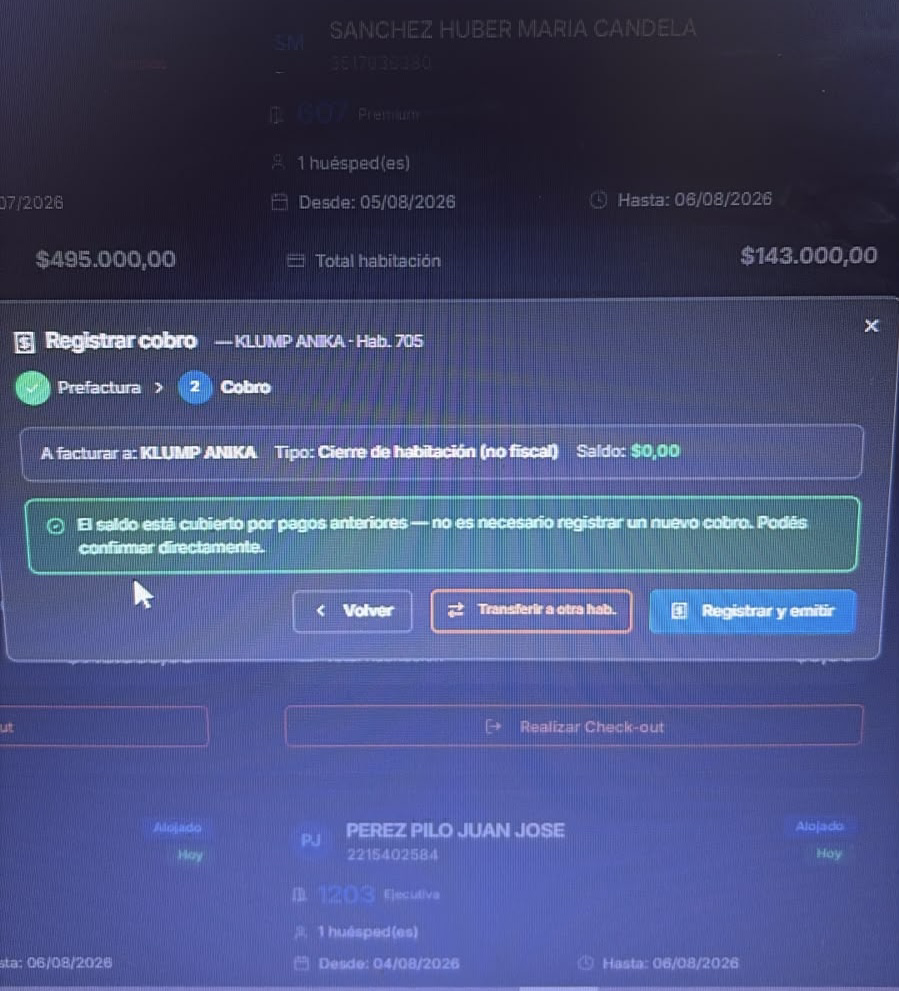 SM
SANCHEZ HUBER MARIA CANDELA
607 Premium
1 huésped(es)
07/2026
Desde: 05/08/2026
Hasta: 06/08/2026
$495.000,00
Total habitación
$143.000,00
Registrar cobro — KLUMP ANIKA - Hab. 705
Prefactura > 2 Cobro
A facturar a: KLUMP ANIKA Tipo: Cierre de habitación (no fiscal) Saldo: $0,00
El saldo está cubierto por pagos anteriores — no es necesario registrar un nuevo cobro. Podés
confirmar directamente.
Volver
Transferir a otra hab.
Registrar y emitir
ut
Realizar Check-out
Alojado
Hoy
PJ
PEREZ PILO JUAN JOSE
2215402584
Alojado
Hoy
1203 Ejecutiva
1 huésped(es)
sta: 06/08/2026
Desde: 04/08/2026
Hasta: 06/08/2026